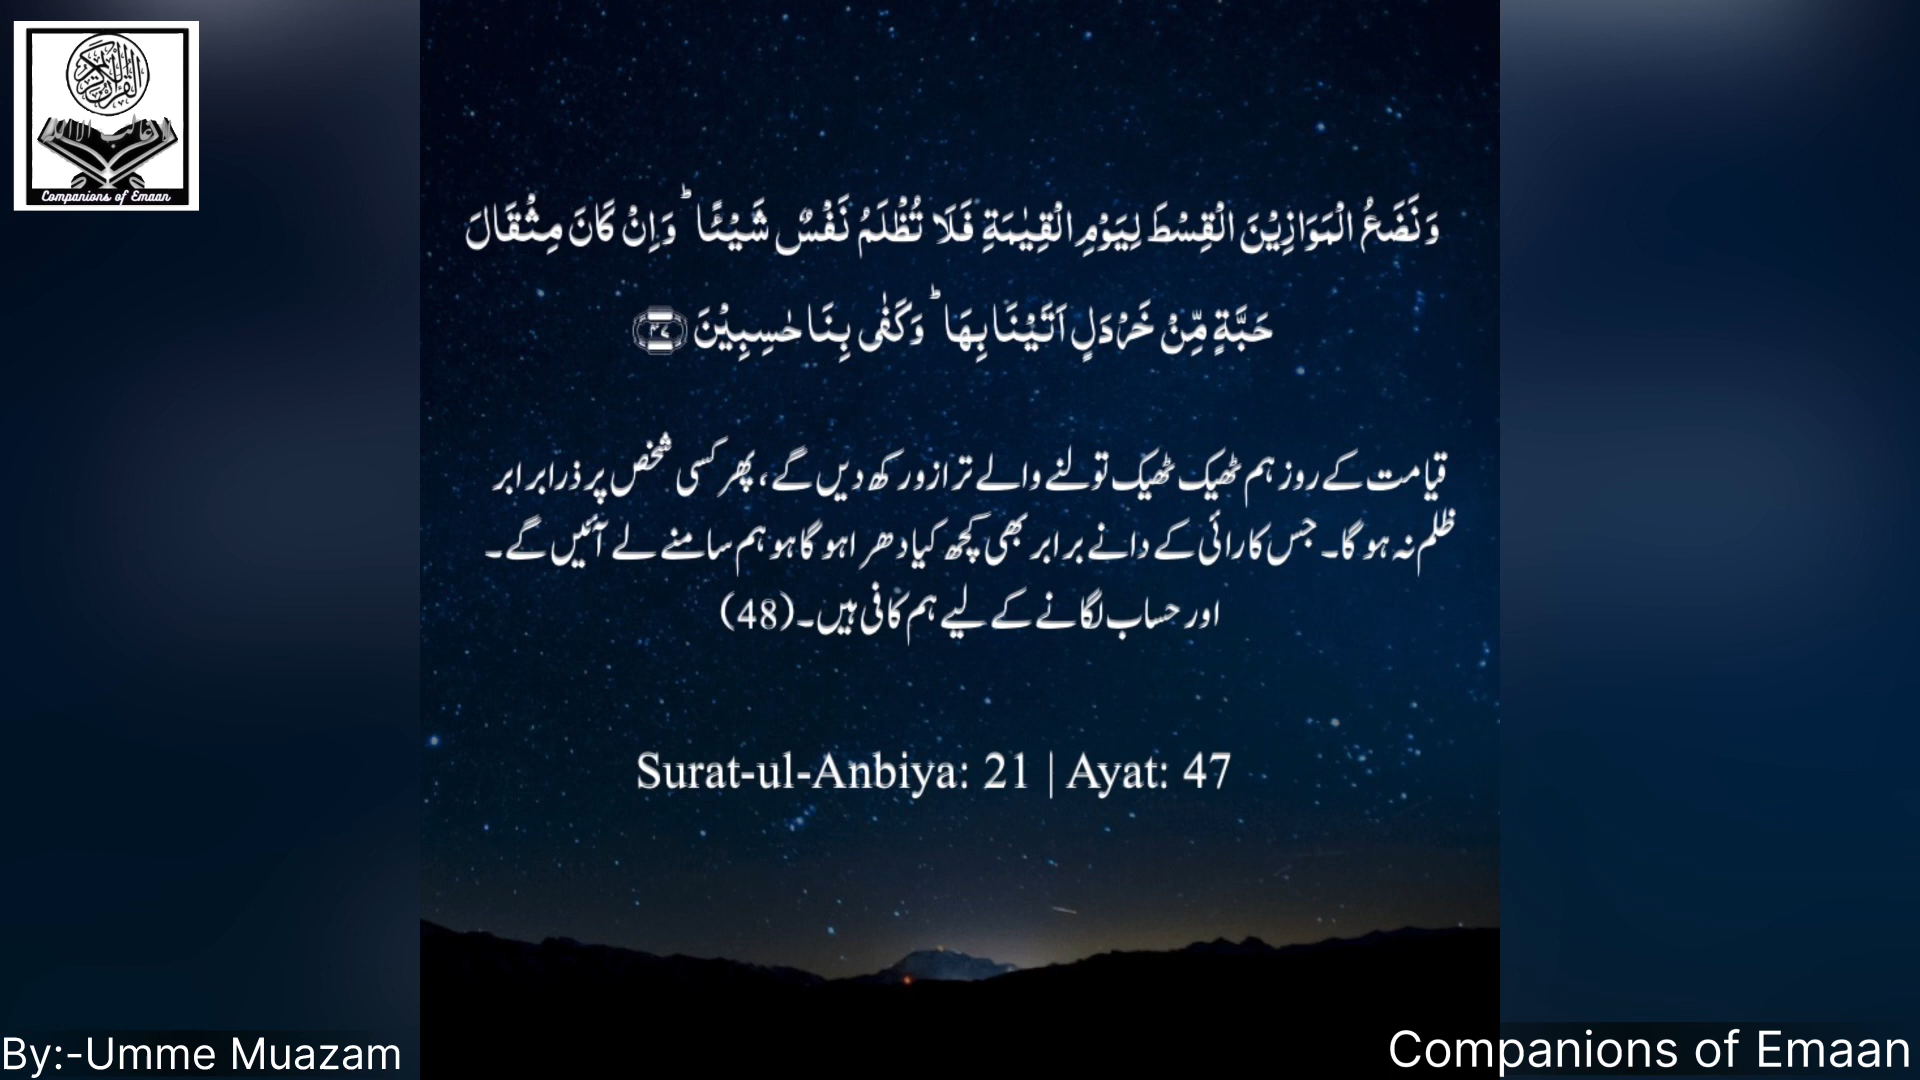 Companions of Emaan
وَنَضَعُ الْمَوَازِيْنَ الْقِسْطَ لِيَوْمِ الْقِيٰمَةِ فَلَا تُظْلَمُ نَفْسٌ شَيْـًٔا ؕ وَاِنْ كَانَ مِثْقَالَ
حَبَّةٍ مِّنْ خَرْدَلٍ اَتَيْنَا بِهَا ؕ وَكَفٰى بِنَا حٰسِبِيْنَ ۴۷
قیامت کے روز ہم ٹھیک ٹھیک تولنے والے ترازو رکھ دیں گے، پھر کسی شخص پر ذرا برابر
ظلم نہ ہو گا۔ جس کا رائی کے دانے برابر بھی کچھ کیا دھرا ہو گا ہو ہم سامنے لے آئیں گے۔
اور حساب لگانے کے لیے ہم کافی ہیں۔(48)
Surat-ul-Anbiya: 21 | Ayat: 47
By:-Umme Muazam
Companions of Emaan